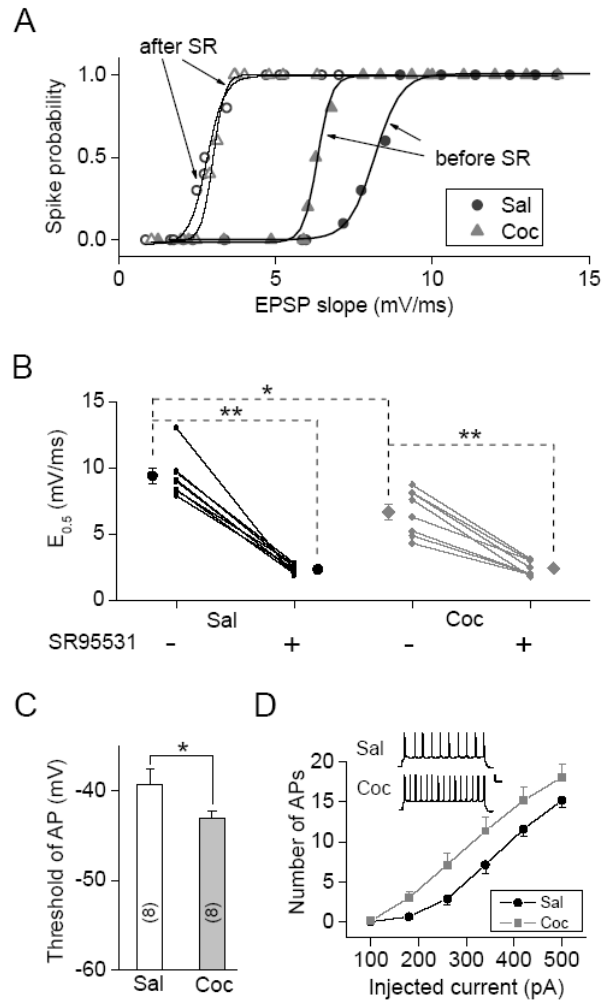 A
after SR
Spike probability
1.0
0.5
0.0
before SR
Sal
Coc
0 5 10 15
EPSP slope (mV/ms)
B
*
**
**
E0.5 (mV/ms)
15
10
5
0
Sal Coc
SR95531 - + - +
C
D
*
Threshold of AP (mV)
-40
-50
-60
(8) (8)
Sal Coc
Sal
Coc
Number of APs
20
15
10
5
0
Sal
Coc
100 200 300 400 500
Injected current (pA)